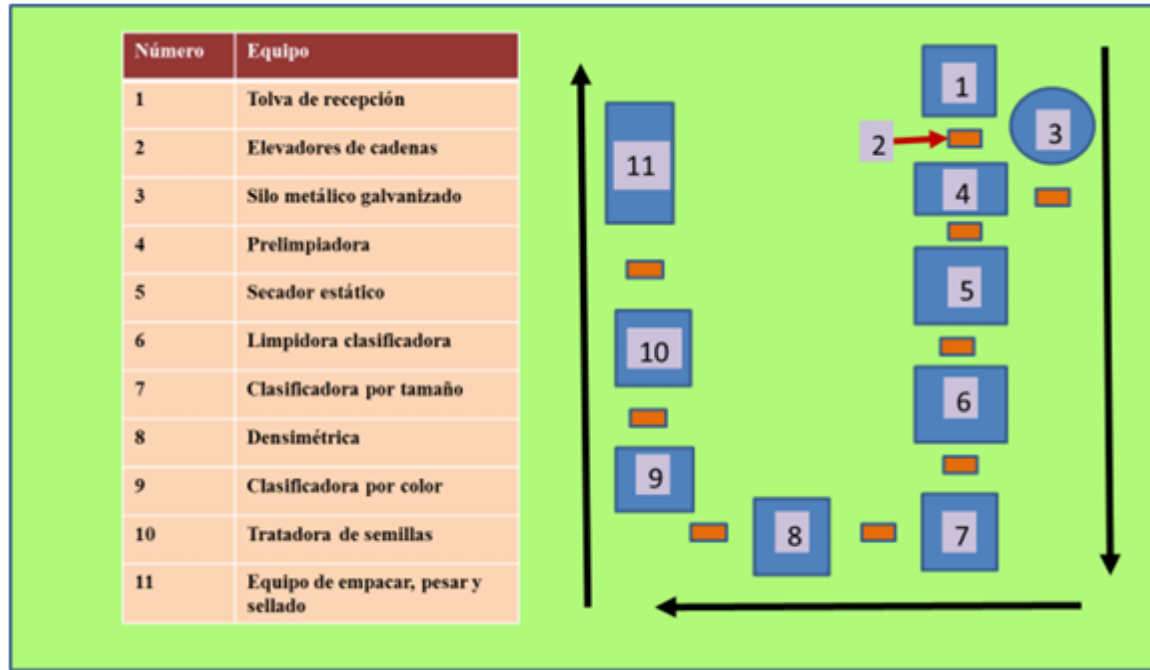 Número Equipo
1 Tolva de recepción
2 Elevadores de cadenas
3 Silo metálico galvanizado
4 Prelimpiadora
5 Secador estático
6 Limpidora clasificadora
7 Clasificadora por tamaño
8 Densimétrica
9 Clasificadora por color
10 Tratadora de semillas
11 Equipo de empacar, pesar y
sellado
1
2
3
4
11
5
10
6
9
8
7